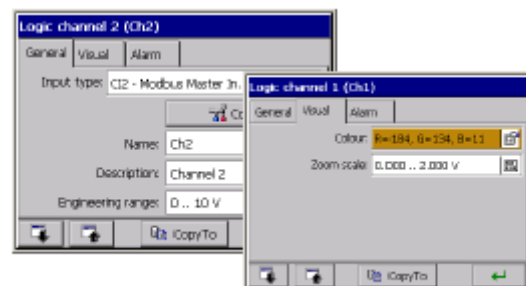 Logic channel 2 (Ch2)
General Visual Alarm
Input type: CI2 - Modbus Master In.
Name: Ch2
Description: Channel 2
Engineering range: 0 .. 10 V
CopyTo
Logic channel 1 (Ch1)
General Visual Alarm
Colour: R=184, G=134, B=11
Zoom scale: 0.000 .. 2.000 V
CopyTo